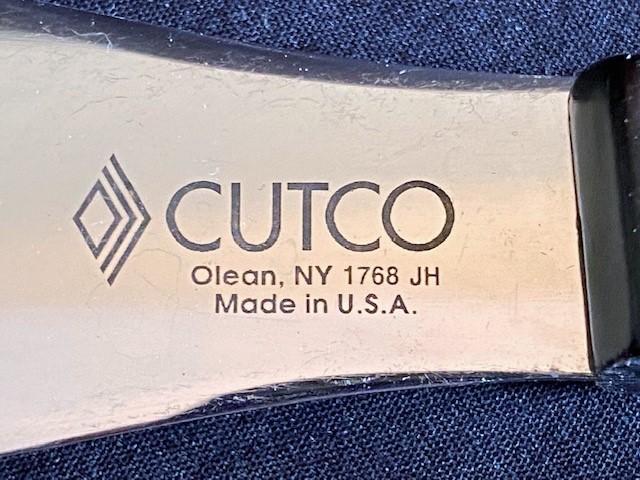 CUTCO
Olean, NY 1768 JH
Made in U.S.A.